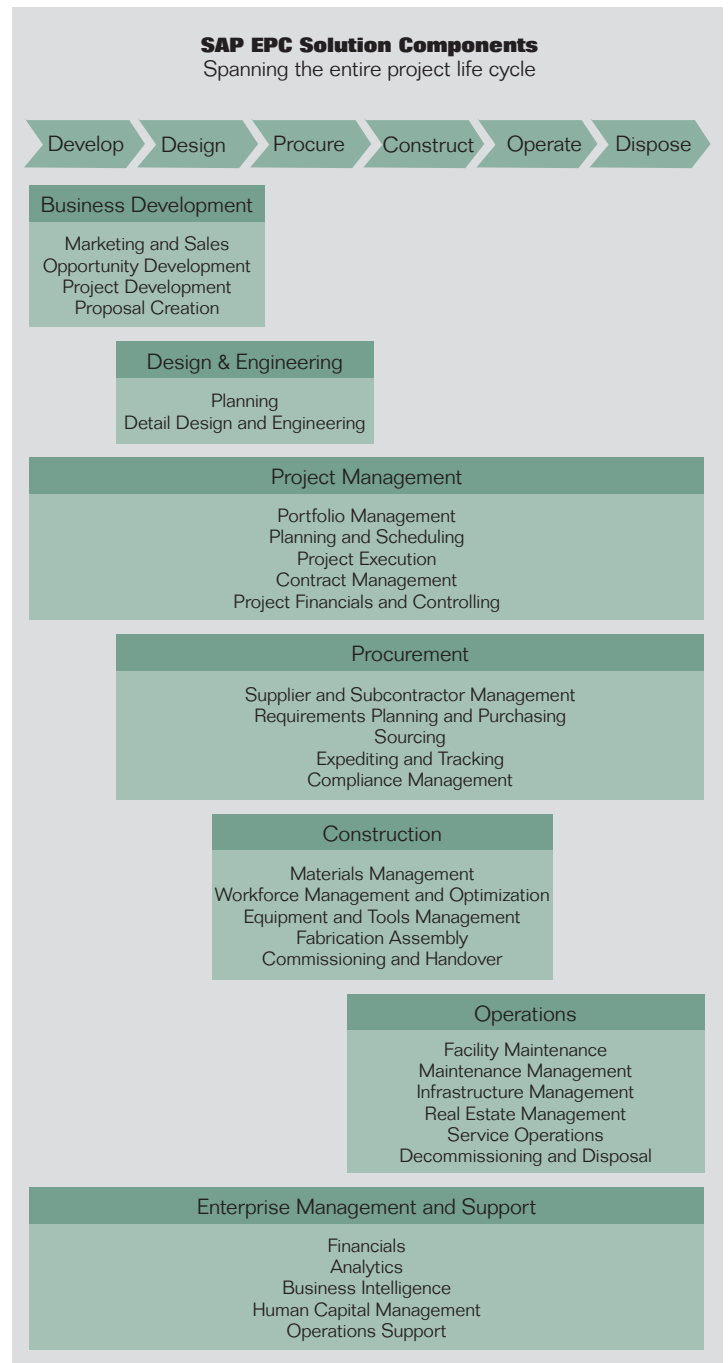 SAP EPC Solution Components
Spanning the entire project life cycle
Develop Design Procure Construct Operate Dispose
Business Development
Marketing and Sales
Opportunity Development
Project Development
Proposal Creation
Design & Engineering
Planning
Detail Design and Engineering
Project Management
Portfolio Management
Planning and Scheduling
Project Execution
Contract Management
Project Financials and Controlling
Procurement
Supplier and Subcontractor Management
Requirements Planning and Purchasing
Sourcing
Expediting and Tracking
Compliance Management
Construction
Materials Management
Workforce Management and Optimization
Equipment and Tools Management
Fabrication Assembly
Commissioning and Handover
Operations
Facility Maintenance
Maintenance Management
Infrastructure Management
Real Estate Management
Service Operations
Decommissioning and Disposal
Enterprise Management and Support
Financials
Analytics
Business Intelligence
Human Capital Management
Operations Support